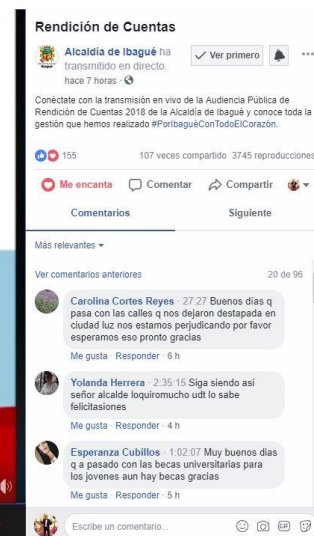 Rendición de Cuentas
Alcaldía de Ibagué ha
transmitido en directo.
hace 7 horas ·
Ver primero
Conéctate con la transmisión en vivo de la Audiencia Pública de
Rendición de Cuentas 2018 de la Alcaldía de Ibagué y conoce toda la
gestión que hemos realizado #PorIbaguéConTodoElCorazón.
155
107 veces compartido 3745 reproducciones
Me encanta Comentar Compartir
Comentarios Siguiente
Más relevantes
Ver comentarios anteriores 20 de 96
Carolina Cortes Reyes · 27:27 Buenos días q
pasa con las calles q nos dejaron destapada en
ciudad luz nos estamos perjudicando por favor
esperamos eso pronto gracias
Me gusta · Responder · 6 h
Yolanda Herrera · 2:35:15 Siga siendo asi
señor alcalde loquiromucho udt lo sabe
felicitasiones
Me gusta · Responder · 4 h
Esperanza Cubillos · 1:02:07 Muy buenos dias
q a pasado con las becas universitarias para
los jovenes aun hay becas gracias
Me gusta · Responder · 5 h
Escribe un comentario...
GIF